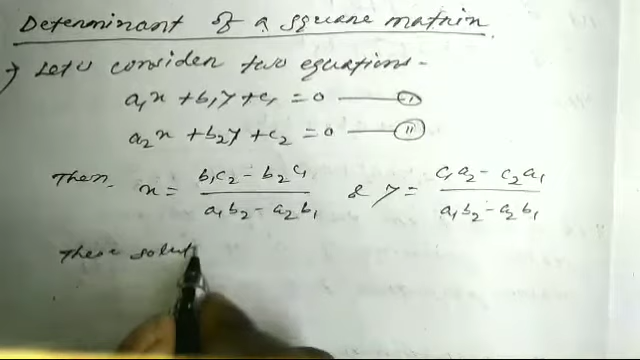 Determinant of a square matrix.
→ Let us consider two equations -
a₁x + b₁y + c₁ = 0 —— (i)
a₂x + b₂y + c₂ = 0 —— (ii)
Then, x = (b₁c₂ - b₂c₁)/(a₁b₂ - a₂b₁) & y = (c₁a₂ - c₂a₁)/(a₁b₂ - a₂b₁)
These solut